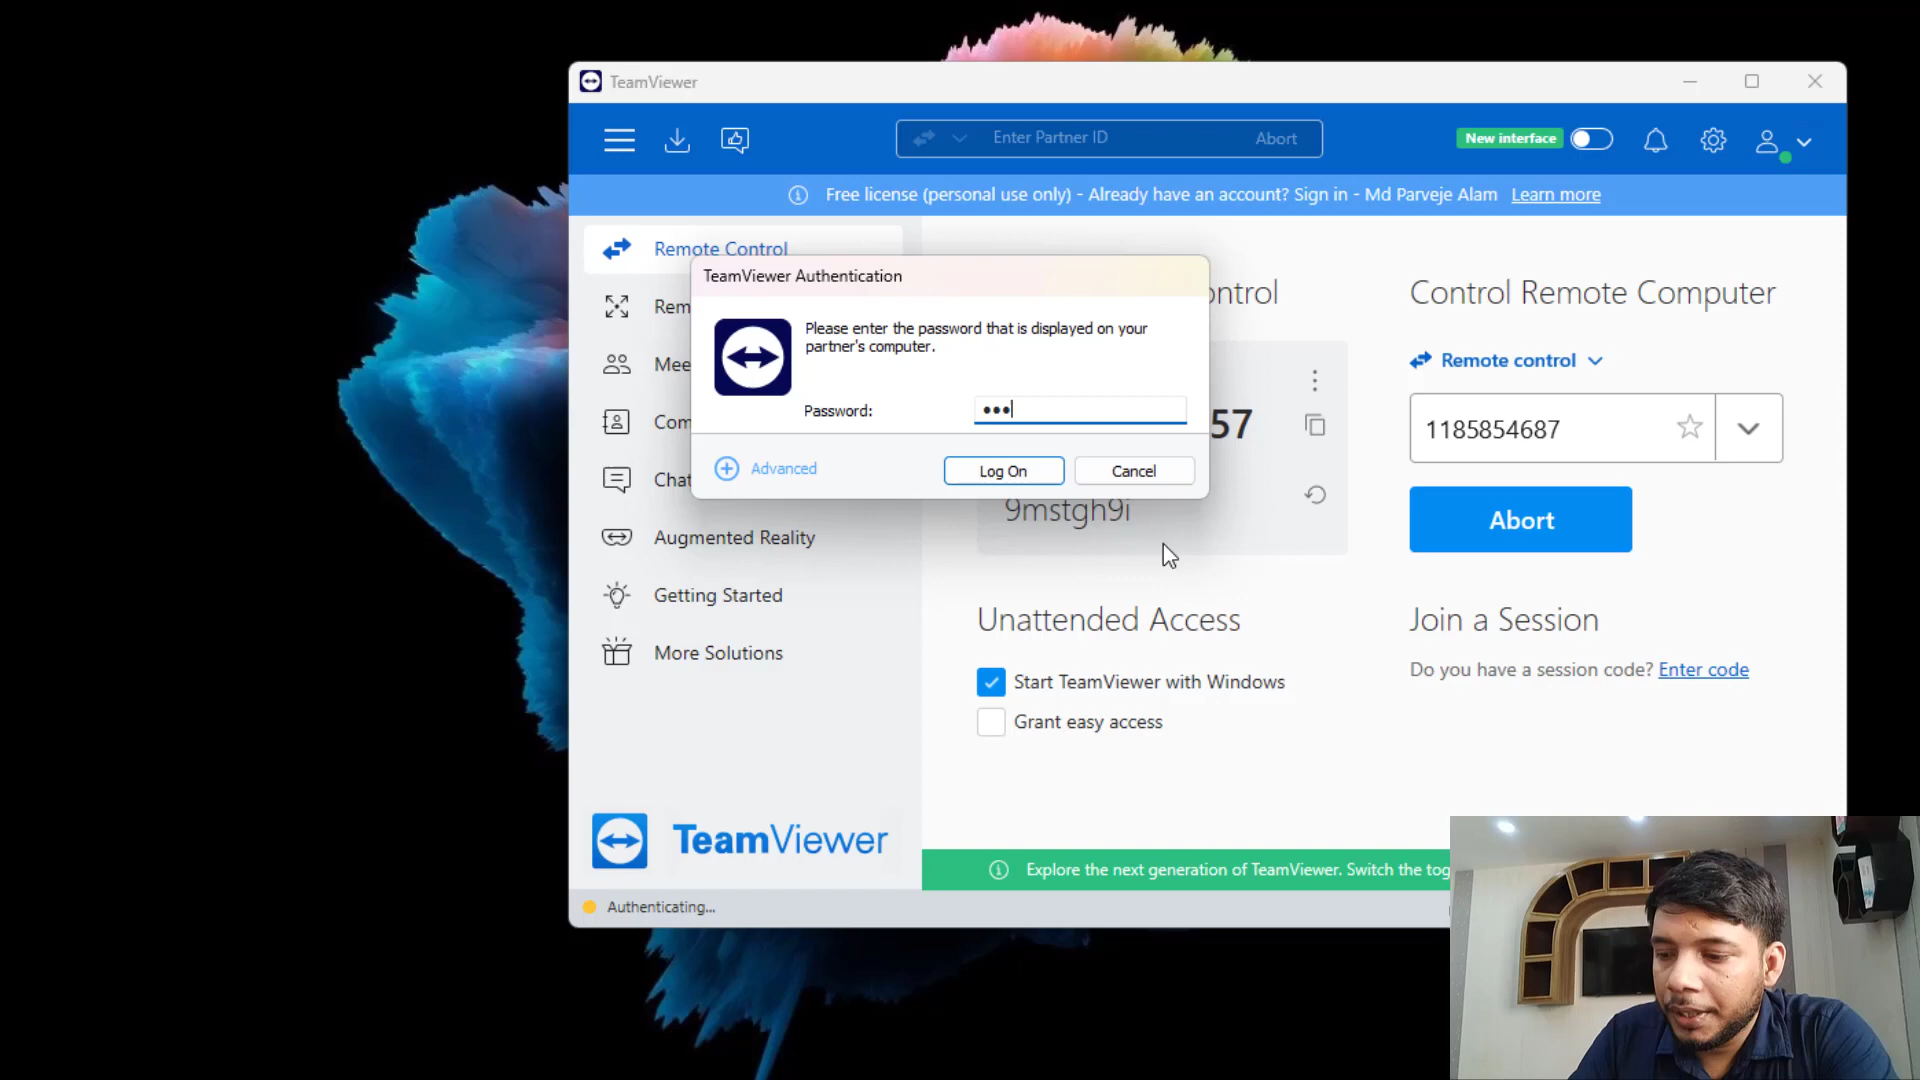 TeamViewer
Enter Partner ID
Abort
New interface
Free license (personal use only) - Already have an account? Sign in - Md Parveje Alam Learn more
Remote Control
TeamViewer Authentication
Please enter the password that is displayed on your
partner's computer.
Password:
Advanced
Log On
Cancel
Control Remote Computer
Remote control
57
1185854687
9mstgh9i
Abort
Chat
Augmented Reality
Getting Started
More Solutions
Unattended Access
Start TeamViewer with Windows
Grant easy access
Join a Session
Do you have a session code? Enter code
TeamViewer
Explore the next generation of TeamViewer. Switch the tog
Authenticating...